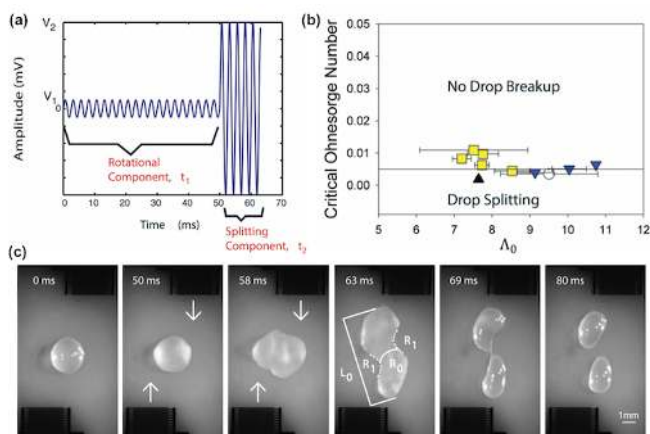 (a)
V2
V1
0
Amplitude (mV)
Rotational
Component, t1
0 10 20 30 40 50 60 70
Time (ms)
Splitting
Component, t2
(b)
Critical Ohnesorge Number
0.05
0.04
0.03
0.02
0.01
0.00
No Drop Breakup
Drop Splitting
5 6 7 8 9 10 11 12
Λ0
(c)
0 ms
50 ms
58 ms
63 ms
69 ms
80 ms
R1
L0
R1
R0
1mm